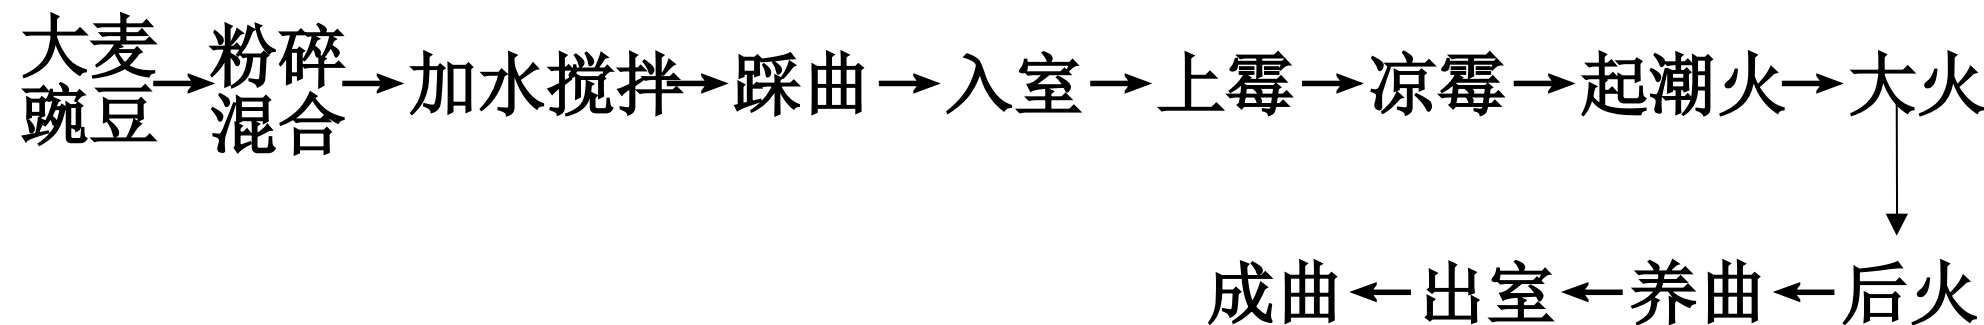 大麦
豌豆→粉碎
混合→加水搅拌→踩曲→入室→上霉→凉霉→起潮火→大火
↓
成曲←出室←养曲←后火